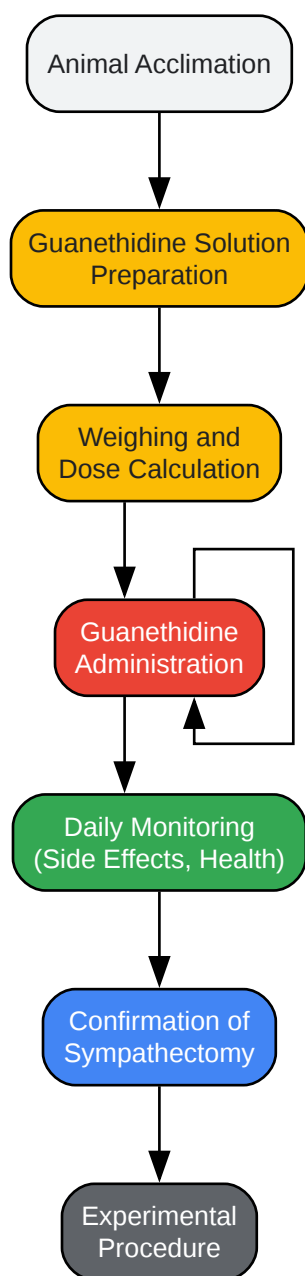 Animal Acclimation
Guanethidine Solution
Preparation
Weighing and
Dose Calculation
Guanethidine
Administration
Daily Monitoring
(Side Effects, Health)
Confirmation of
Sympathectomy
Experimental
Procedure